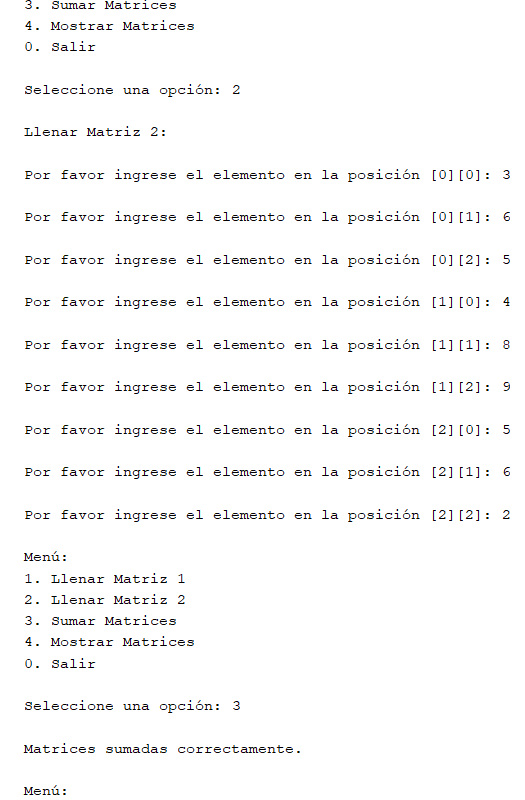 3. Sumar Matrices
4. Mostrar Matrices
0. Salir
Seleccione una opción: 2
Llenar Matriz 2:
Por favor ingrese el elemento en la posición [0][0]: 3
Por favor ingrese el elemento en la posición [0][1]: 6
Por favor ingrese el elemento en la posición [0][2]: 5
Por favor ingrese el elemento en la posición [1][0]: 4
Por favor ingrese el elemento en la posición [1][1]: 8
Por favor ingrese el elemento en la posición [1][2]: 9
Por favor ingrese el elemento en la posición [2][0]: 5
Por favor ingrese el elemento en la posición [2][1]: 6
Por favor ingrese el elemento en la posición [2][2]: 2
Menú:
1. Llenar Matriz 1
2. Llenar Matriz 2
3. Sumar Matrices
4. Mostrar Matrices
0. Salir
Seleccione una opción: 3
Matrices sumadas correctamente.
Menú: